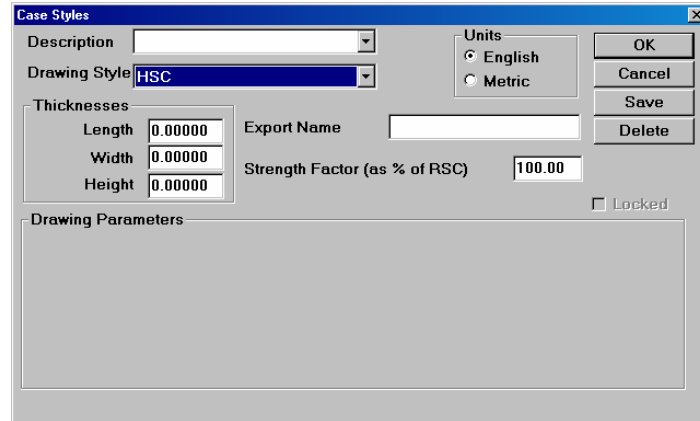 Case Styles
Description
Units
English
Metric
OK
Cancel
Save
Delete
Drawing Style HSC
Thicknesses
Length 0.00000
Width 0.00000
Height 0.00000
Export Name
Strength Factor (as % of RSC) 100.00
Locked
Drawing Parameters